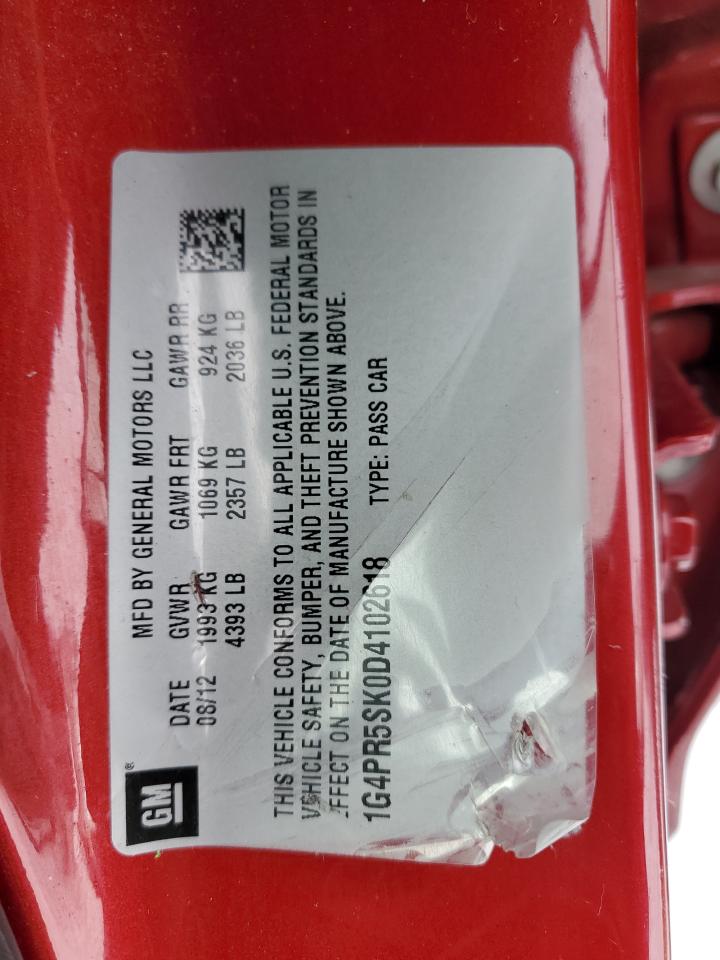 GM®
MFD BY GENERAL MOTORS LLC
DATE GVWR GAWR FRT GAWR RR
08/12 1993 KG 1069 KG 924 KG
4393 LB 2357 LB 2036 LB
THIS VEHICLE CONFORMS TO ALL APPLICABLE U.S. FEDERAL MOTOR
VEHICLE SAFETY, BUMPER, AND THEFT PREVENTION STANDARDS IN
EFFECT ON THE DATE OF MANUFACTURE SHOWN ABOVE.
1G4PR5SK0D4102618 TYPE: PASS CAR